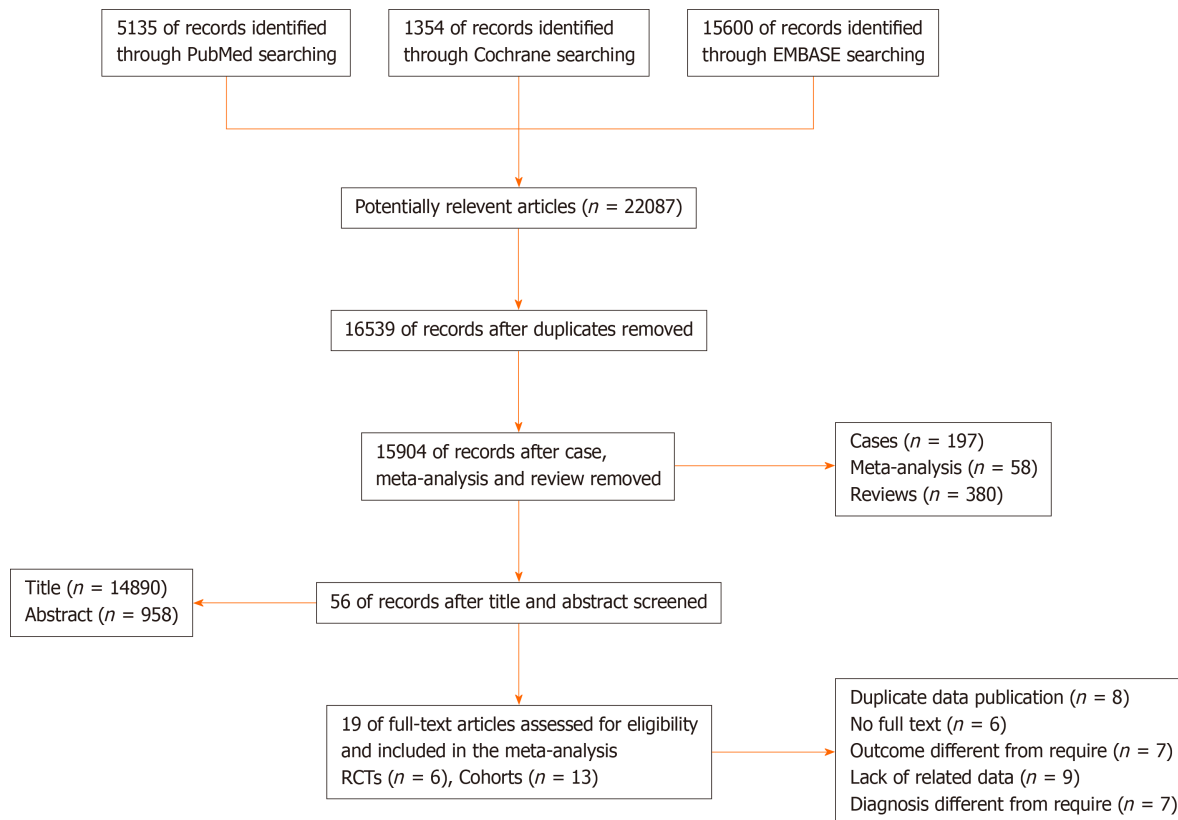 5135 of records identified
through PubMed searching
1354 of records identified
through Cochrane searching
15600 of records identified
through EMBASE searching
Potentially relevent articles (n = 22087)
16539 of records after duplicates removed
15904 of records after case,
meta-analysis and review removed
Cases (n = 197)
Meta-analysis (n = 58)
Reviews (n = 380)
Title (n = 14890)
Abstract (n = 958)
56 of records after title and abstract screened
19 of full-text articles assessed for eligibility
and included in the meta-analysis
RCTs (n = 6), Cohorts (n = 13)
Duplicate data publication (n = 8)
No full text (n = 6)
Outcome different from require (n = 7)
Lack of related data (n = 9)
Diagnosis different from require (n = 7)